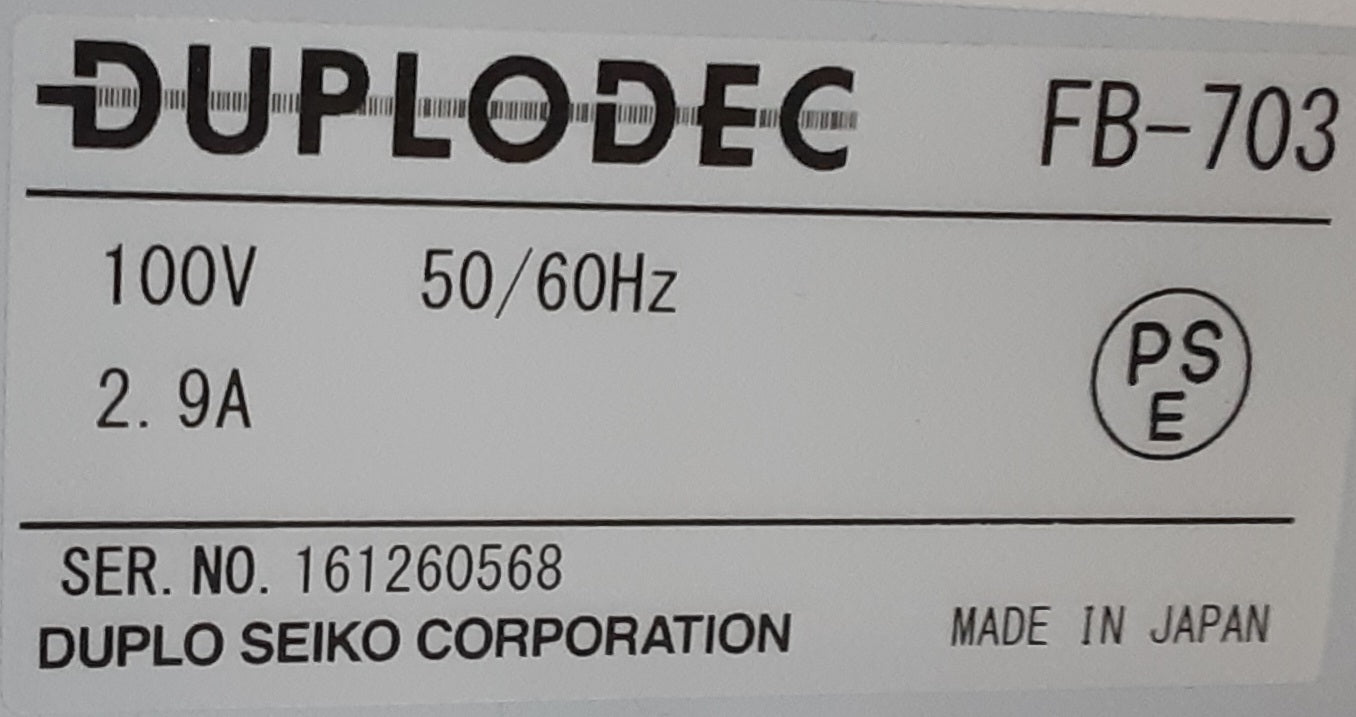 DUPLODEC FB-703
100V 50/60Hz
2.9A
PS
E
SER. NO. 161260568
DUPLO SEIKO CORPORATION MADE IN JAPAN